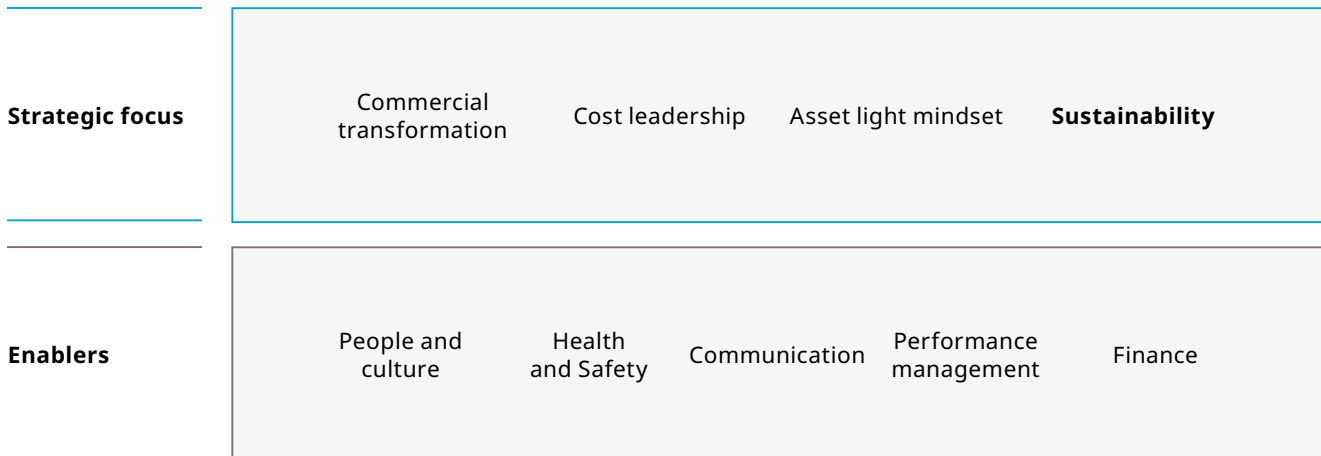 Strategic focus
Commercial
transformation
Cost leadership
Asset light mindset
Sustainability
Enablers
People and
culture
Health
and Safety
Communication
Performance
management
Finance